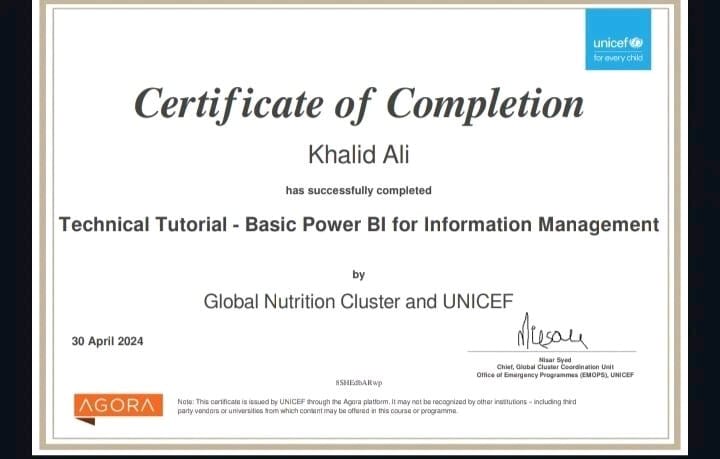 unicef
for every child
Certificate of Completion
Khalid Ali
has successfully completed
Technical Tutorial - Basic Power BI for Information Management
by
Global Nutrition Cluster and UNICEF
30 April 2024
Nisar Syed
Chief, Global Cluster Coordination Unit
Office of Emergency Programmes (EMOPS), UNICEF
8SHEdbARwp
AGORA
Note: This certificate is issued by UNICEF through the Agora platform. It may not be recognized by other institutions – including third
party vendors or universities from which content may be offered in this course or programme.